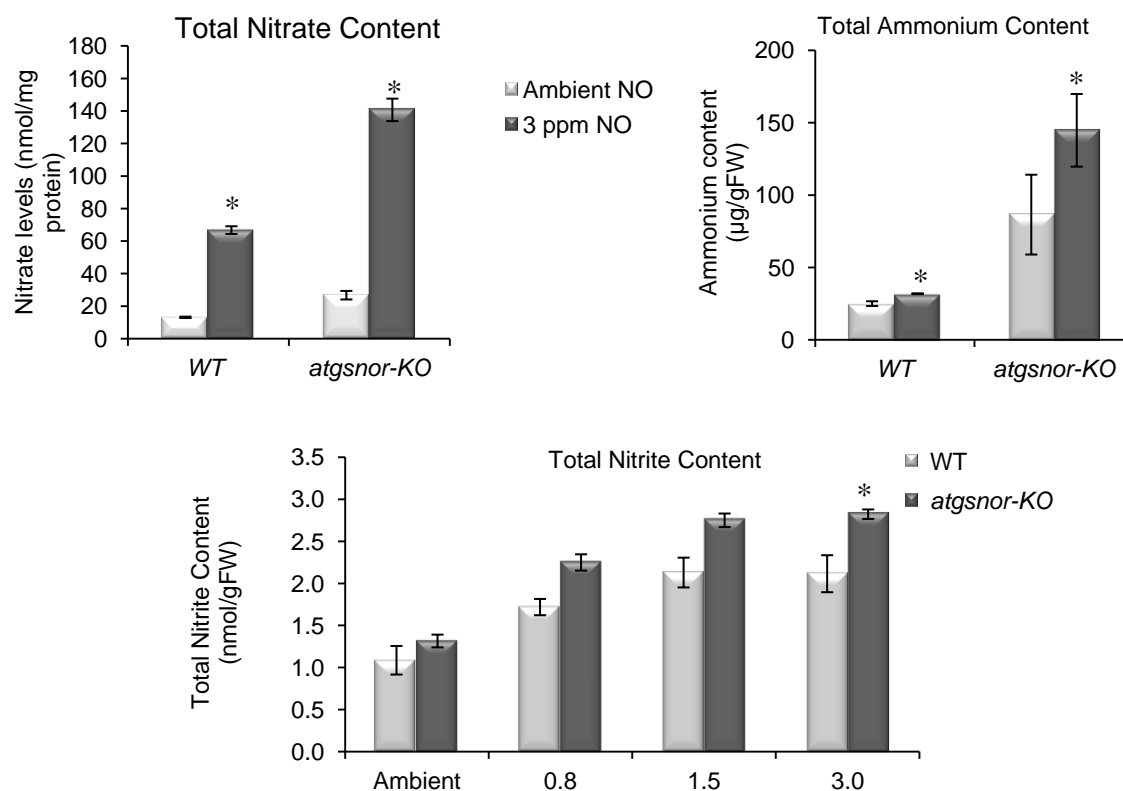 Total Nitrate Content
180
160
140
120
100
80
60
40
20
0
Nitrate levels (nmol/mg
protein)
*
*
WT
atgsnor-KO
Ambient NO
3 ppm NO
Total Ammonium Content
200
150
100
50
0
Ammonium content
(µg/gFW)
*
*
WT
atgsnor-KO
Total Nitrite Content
3.5
3.0
2.5
2.0
1.5
1.0
0.5
0.0
Total Nitrite Content
(nmol/gFW)
*
WT
atgsnor-KO
Ambient
0.8
1.5
3.0